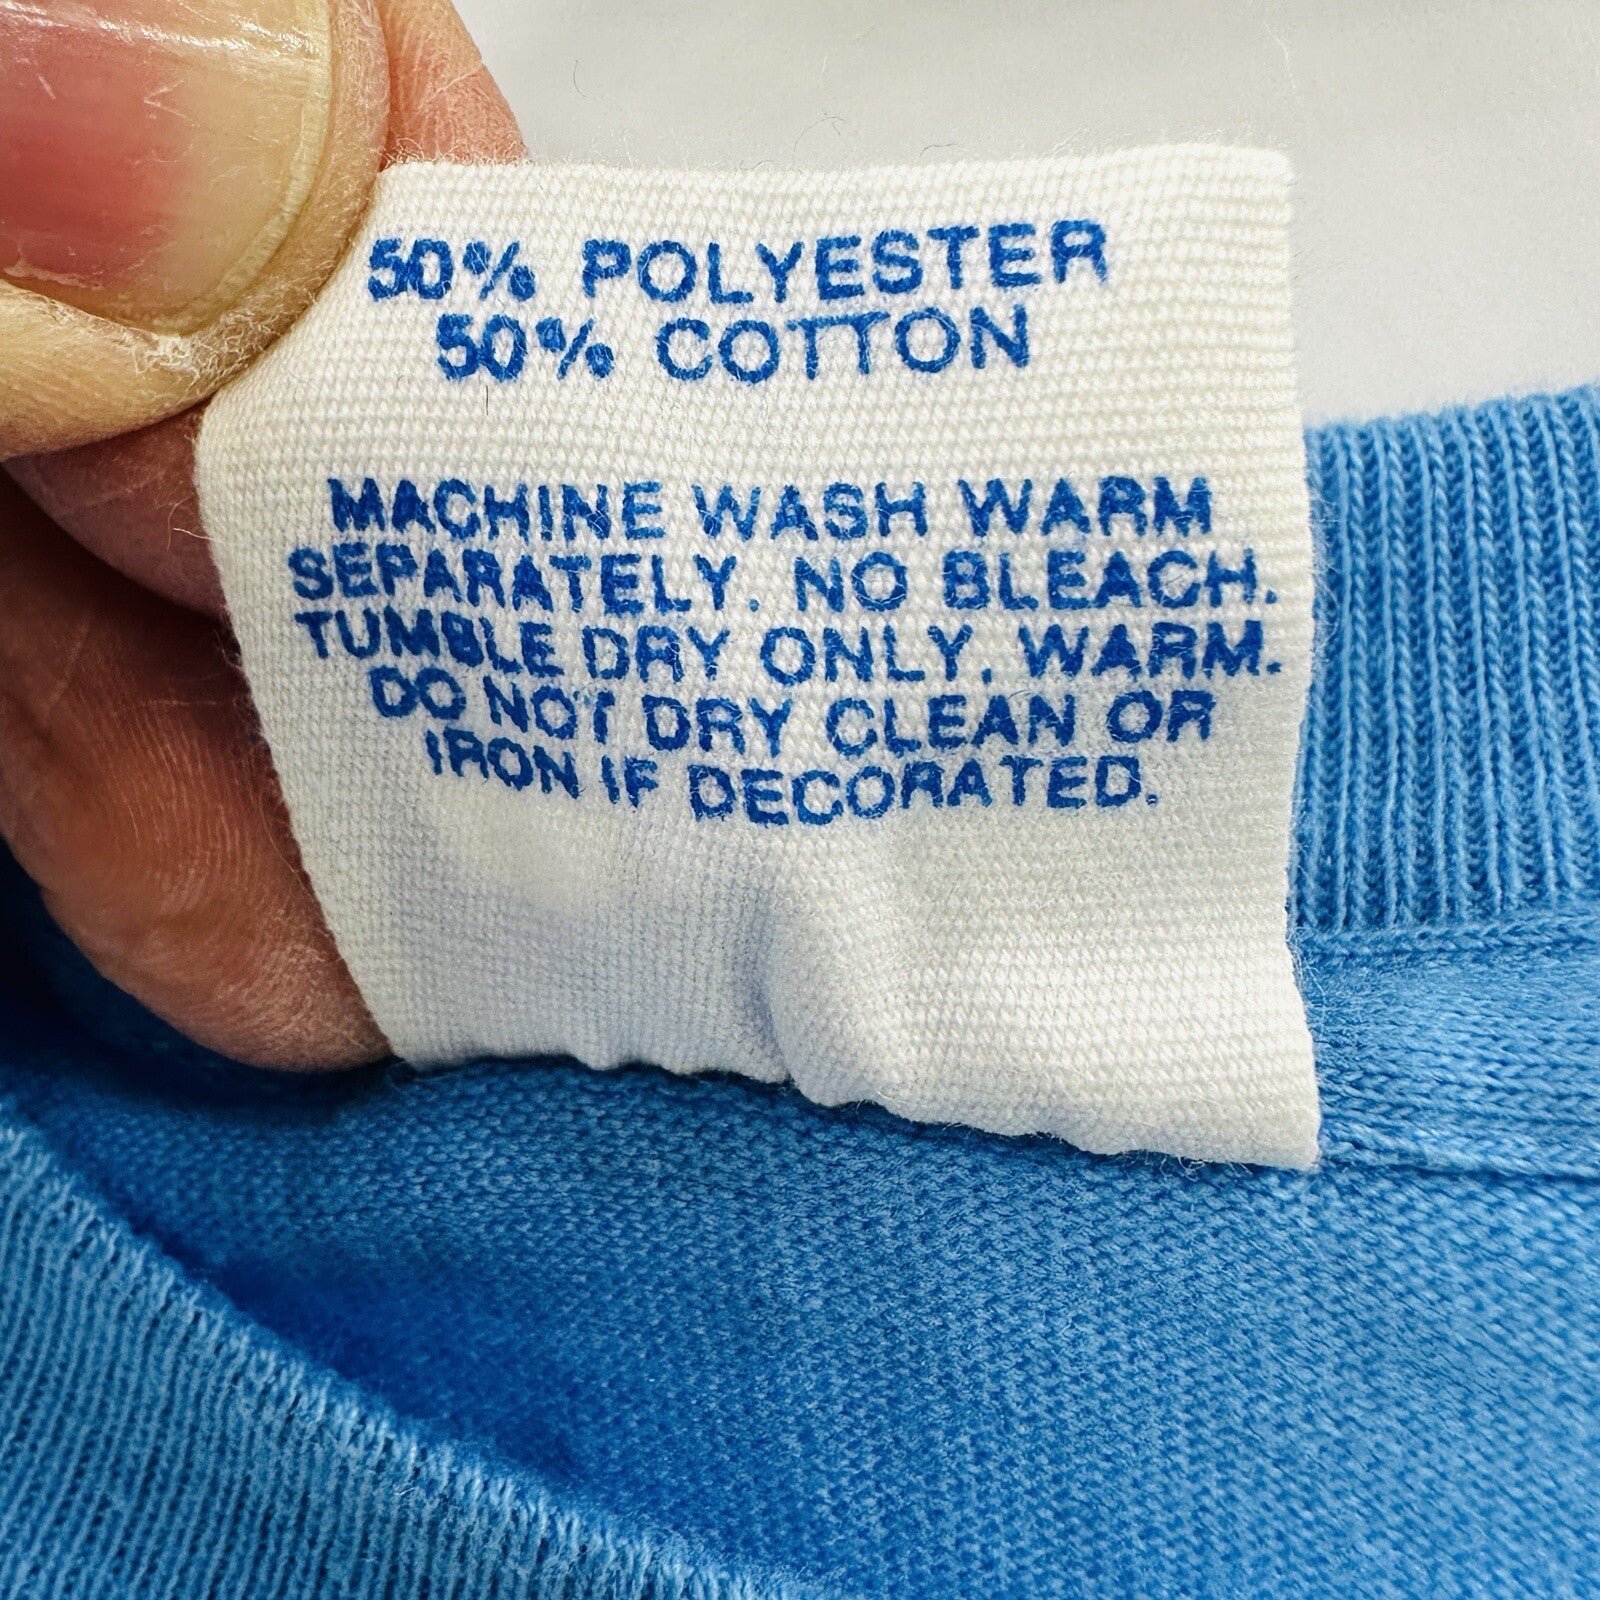 50% POLYESTER
50% COTTON
MACHINE WASH WARM
SEPARATELY. NO BLEACH.
TUMBLE DRY ONLY, WARM.
DO NOT DRY CLEAN OR
IRON IF DECORATED.